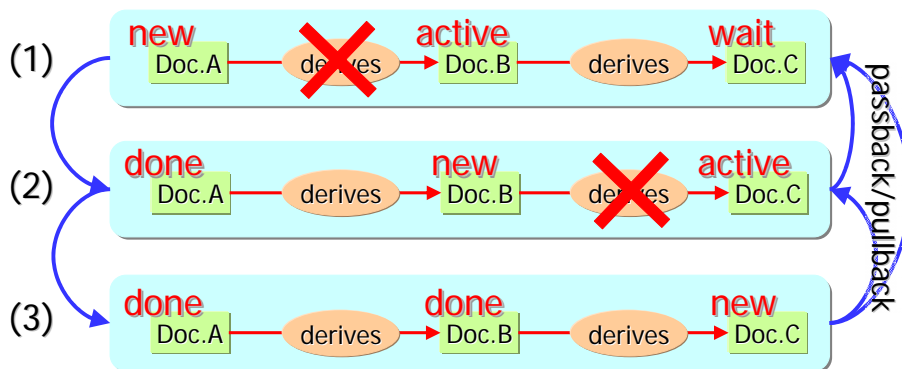 new active wait
(1) Doc.A derives Doc.B derives Doc.C
passback/pullback
done new active
(2) Doc.A derives Doc.B derives Doc.C
done done new
(3) Doc.A derives Doc.B derives Doc.C